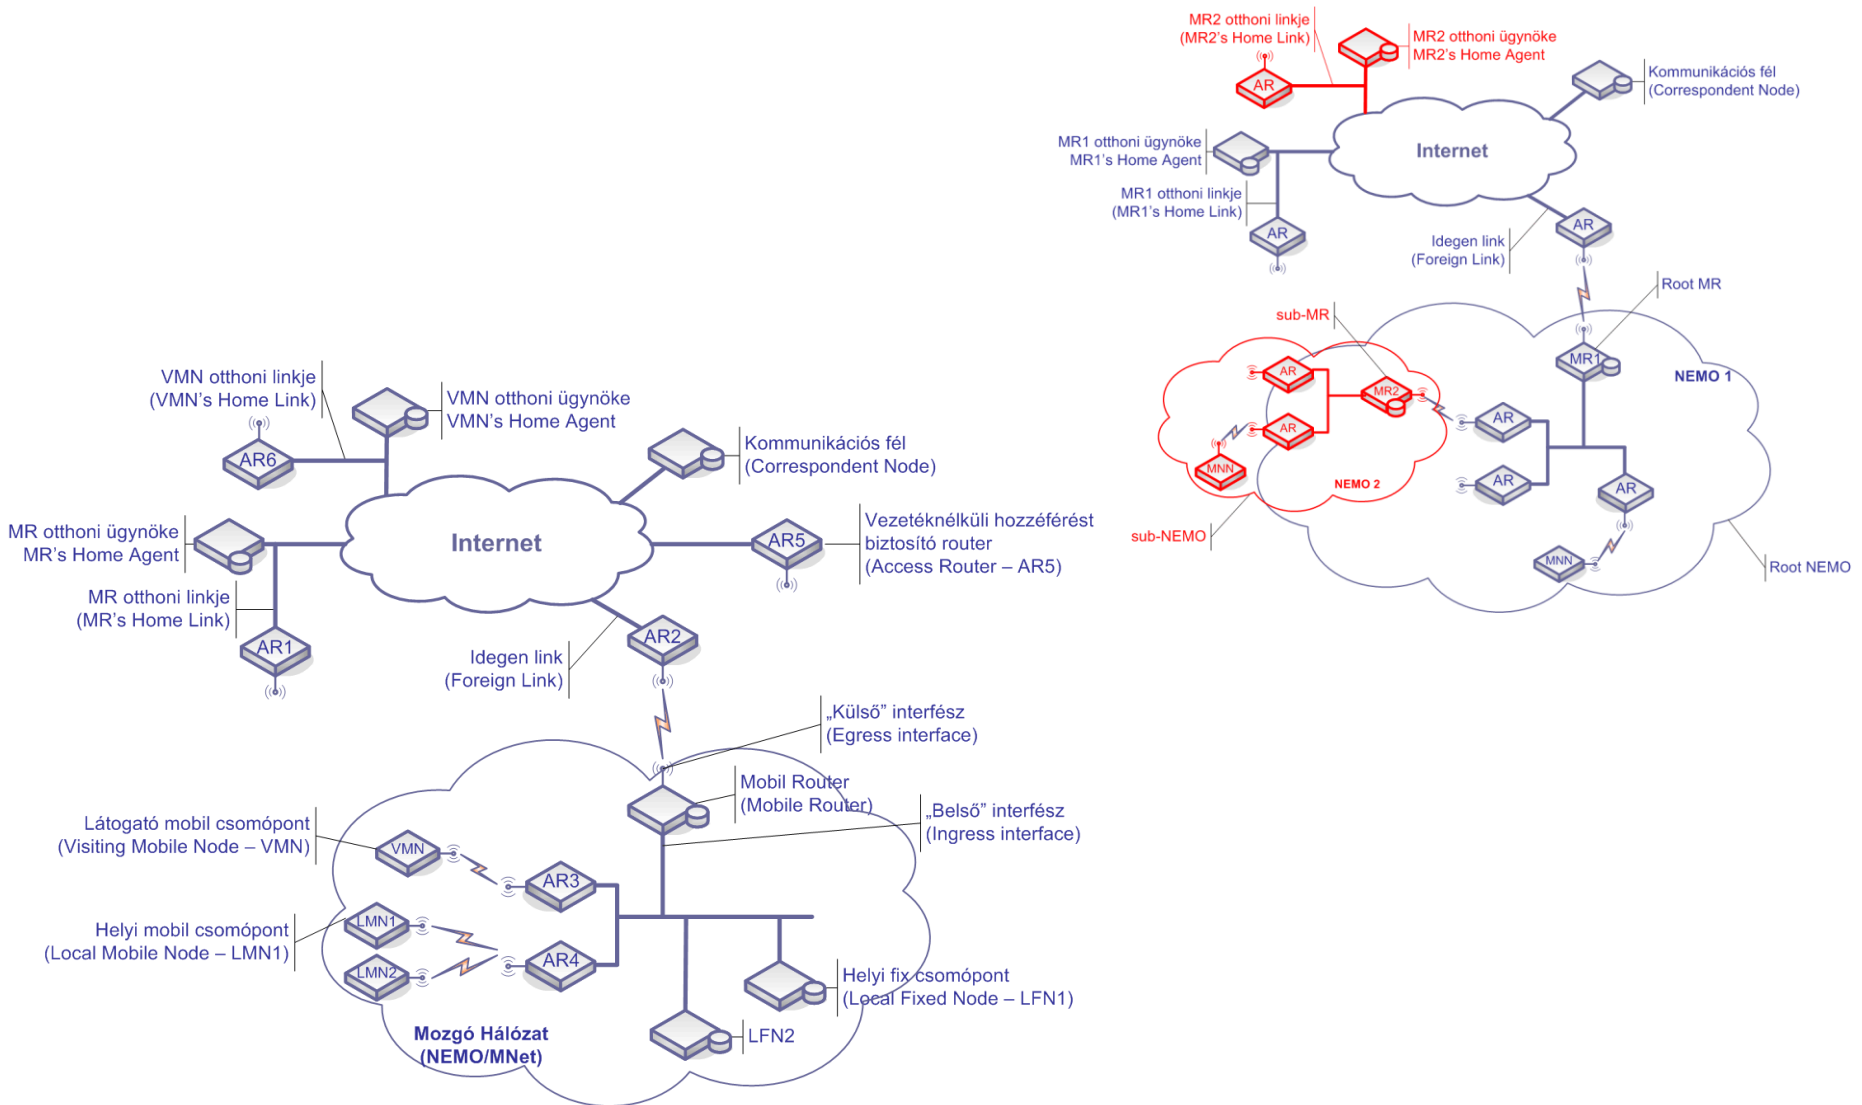 VMN otthoni linkje
(VMN's Home Link)
VMN otthoni ügynöke
VMN's Home Agent
AR6
Kommunikációs fél
(Correspondent Node)
MR otthoni ügynöke
MR's Home Agent
Internet
AR5
Vezetéknélküli hozzéférést
biztosító router
(Access Router – AR5)
MR otthoni linkje
(MR's Home Link)
AR1
AR2
Idegen link
(Foreign Link)
„Külső” interfész
(Egress interface)
Mobil Router
(Mobile Router)
„Belső” interfész
(Ingress interface)
Látogató mobil csomópont
(Visiting Mobile Node – VMN)
VMN
AR3
Helyi mobil csomópont
(Local Mobile Node – LMN1)
LMN1
LMN2
AR4
Helyi fix csomópont
(Local Fixed Node – LFN1)
LFN2
Mozgó Hálózat
(NEMO/MNet)
MR2 otthoni linkje
(MR2's Home Link)
MR2 otthoni ügynöke
MR2's Home Agent
AR
Kommunikációs fél
(Correspondent Node)
MR1 otthoni ügynöke
MR1's Home Agent
Internet
MR1 otthoni linkje
(MR1's Home Link)
AR
AR
Idegen link
(Foreign Link)
Root MR
sub-MR
MR1
NEMO 1
AR
MR2
AR
AR
MNN
AR
AR
NEMO 2
sub-NEMO
MNN
Root NEMO